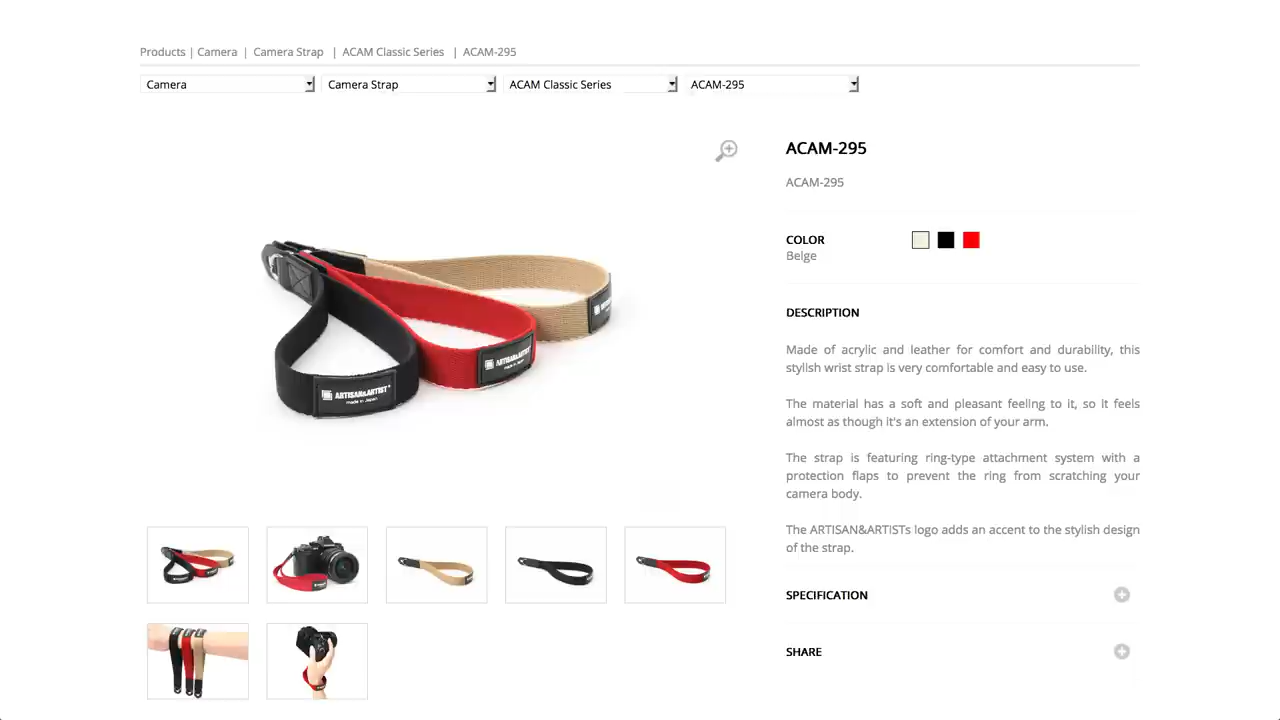 Products | Camera | Camera Strap | ACAM Classic Series | ACAM-295
Camera Camera Strap ACAM Classic Series ACAM-295
ACAM-295
ACAM-295
COLOR
Beige
DESCRIPTION
Made of acrylic and leather for comfort and durability, this
stylish wrist strap is very comfortable and easy to use.
The material has a soft and pleasant feeling to it, so it feels
almost as though it's an extension of your arm.
The strap is featuring ring-type attachment system with a
protection flaps to prevent the ring from scratching your
camera body.
The ARTISAN&ARTISTs logo adds an accent to the stylish design
of the strap.
SPECIFICATION
SHARE
ARTISAN&ARTIST
made in Japan
ARTISAN&ARTIST®
made in Japan